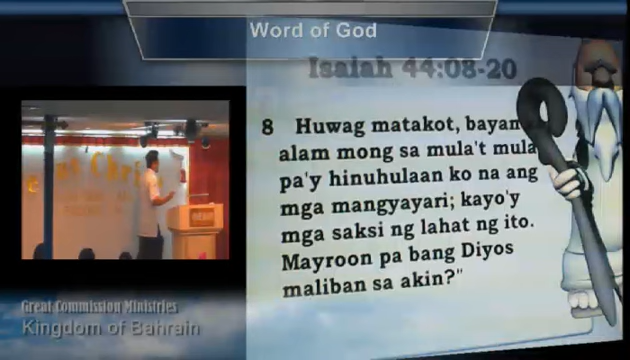 Word of God
Isaiah 44:08-20
8 Huwag matakot, bayan
alam mong sa mula't mula
pa'y hinuhulaan ko na ang
mga mangyayari; kayo'y
mga saksi ng lahat ng ito.
Mayroon pa bang Diyos
maliban sa akin?"
Great Commission Ministries
Kingdom of Bahrain